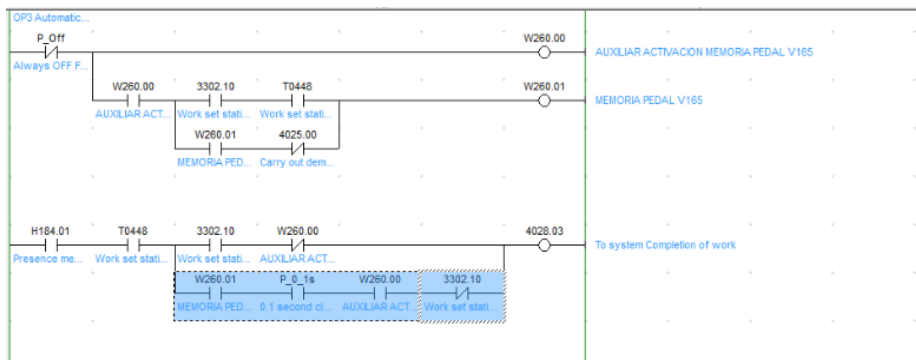 OP3 Automatic...
P_Off
W260.00
Always OFF F...
AUXILIAR ACTIVACION MEMORIA PEDAL V165
W260.00 3302.10 T0448 W260.01
AUXILIAR ACT... Work set stati... Work set stati... MEMORIA PEDAL V165
W260.01 4025.00
MEMORIA PED... Carry out dem...
H184.01 T0448 3302.10 W260.00 4028.03
Presence me... Work set stati... Work set stati... AUXILIAR ACT... To system Completion of work
W260.01 P_0_1s W260.00 3302.10
MEMORIA PED... 0.1 second cl... AUXILIAR ACT... Work set stati...